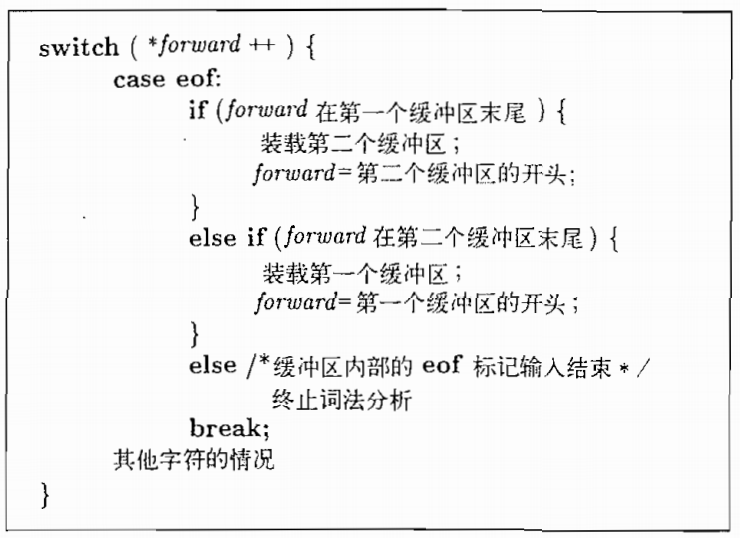 switch ( *forward ++ ) {
case eof:
if (forward 在第一个缓冲区末尾 ) {
装载第二个缓冲区；
forward=第二个缓冲区的开头；
}
else if (forward 在第二个缓冲区末尾) {
装载第一个缓冲区；
forward=第一个缓冲区的开头；
}
else /*缓冲区内部的 eof 标记输入结束 */
终止词法分析
break;
其他字符的情况
}